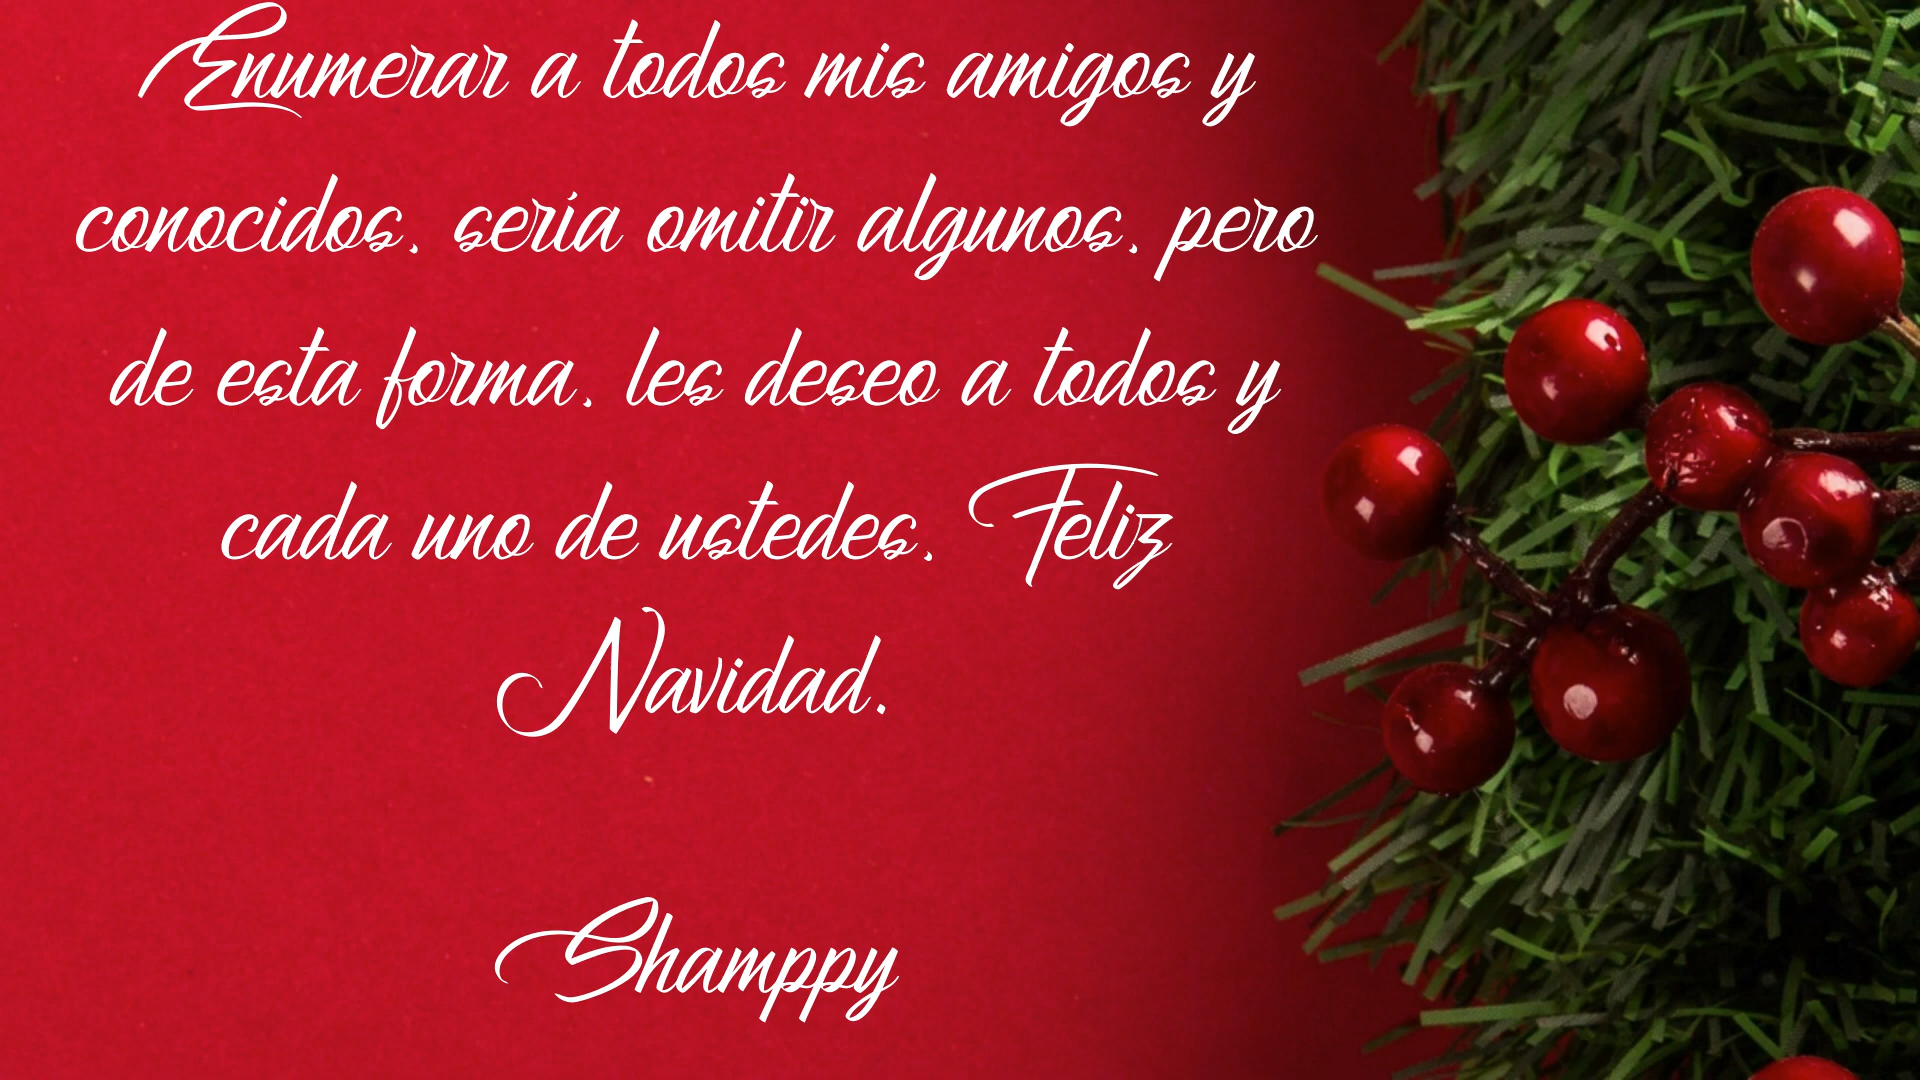 Enumerar a todos mis amigos y
conocidos, sería omitir algunos, pero
de esta forma, les deseo a todos y
cada uno de ustedes, Feliz
Navidad.
Shamppy